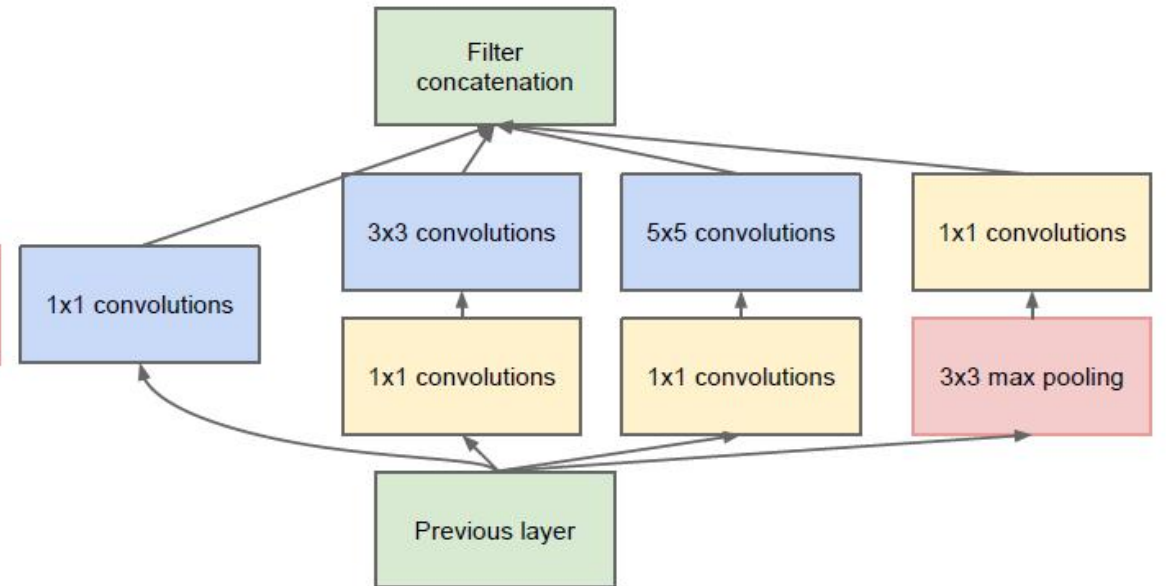 Filter
concatenation
3x3 convolutions
5x5 convolutions
1x1 convolutions
1x1 convolutions
1x1 convolutions
1x1 convolutions
3x3 max pooling
Previous layer